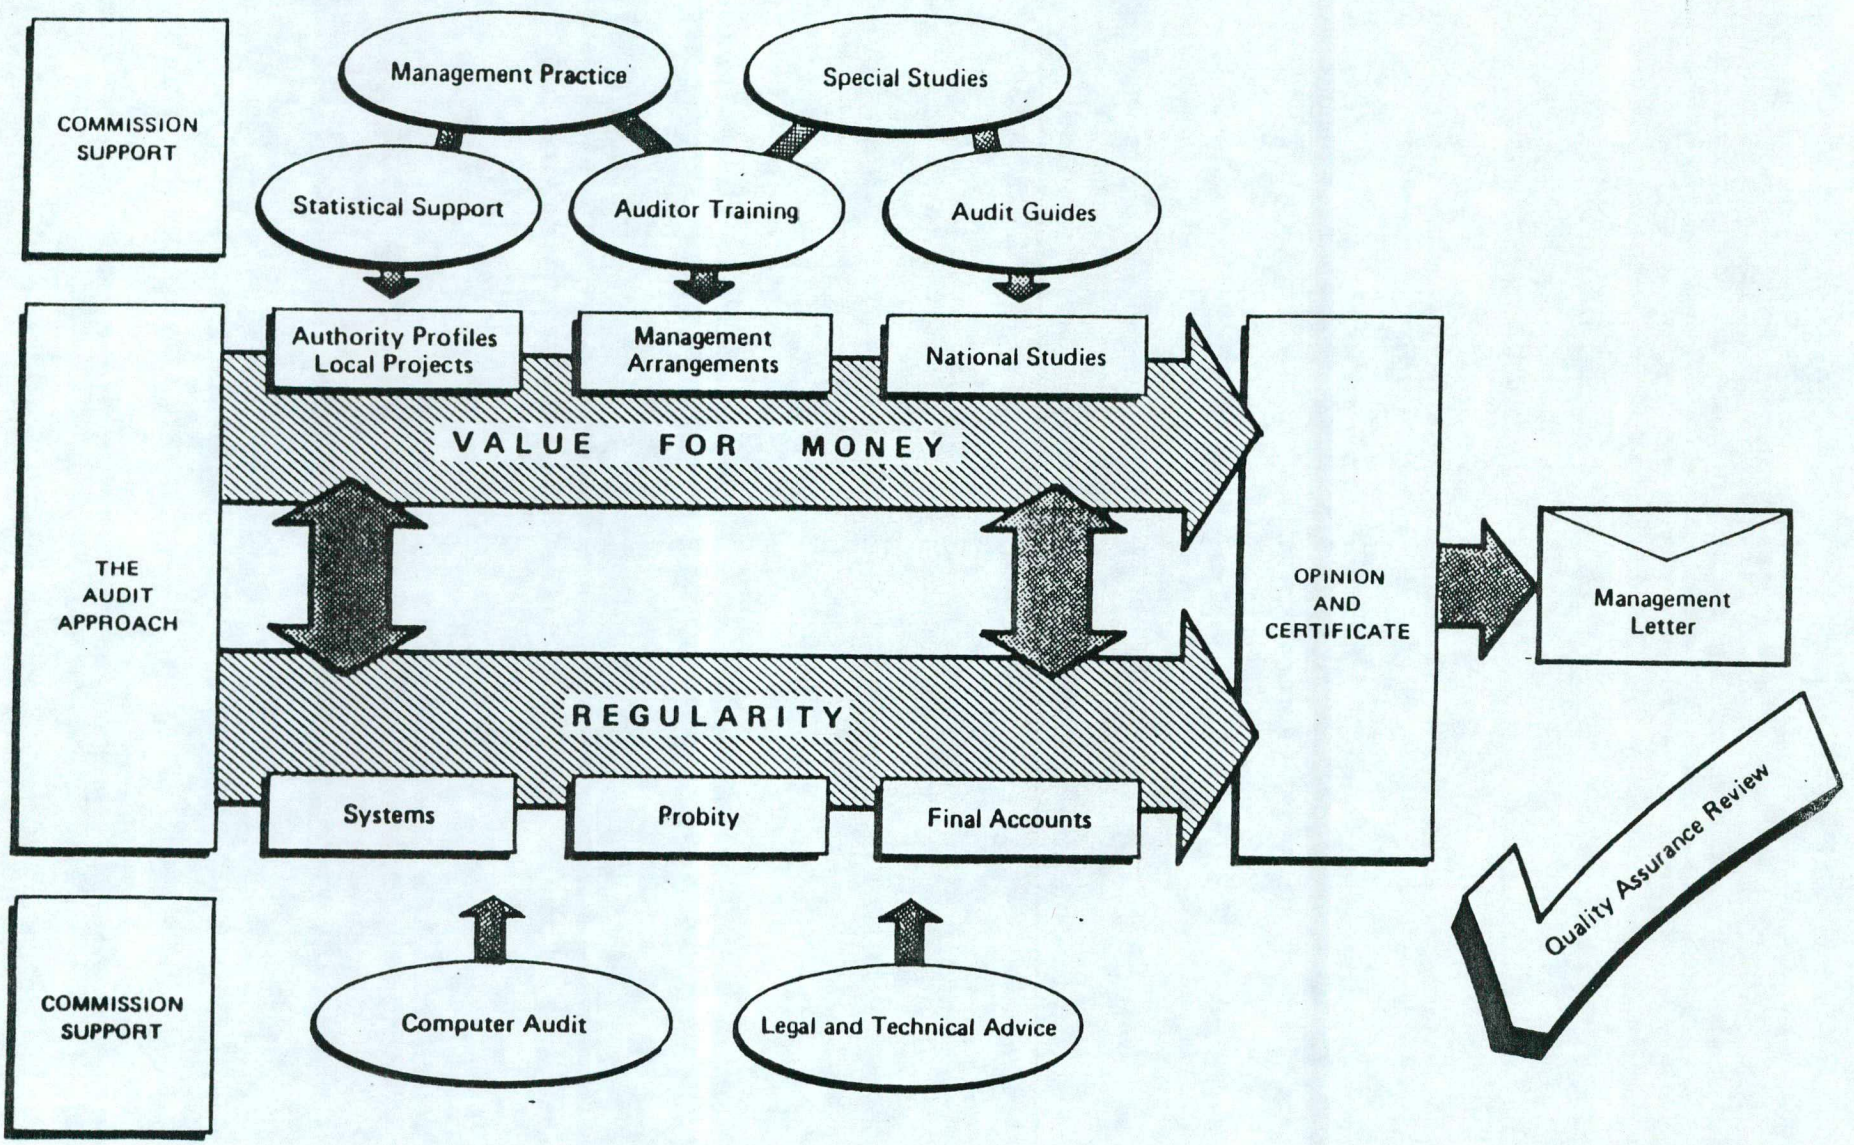 COMMISSION
SUPPORT
Management Practice
Special Studies
Statistical Support
Auditor Training
Audit Guides
THE
AUDIT
APPROACH
Authority Profiles
Local Projects
Management
Arrangements
National Studies
VALUE FOR MONEY
REGULARITY
Systems
Probity
Final Accounts
OPINION
AND
CERTIFICATE
Management
Letter
Quality Assurance Review
COMMISSION
SUPPORT
Computer Audit
Legal and Technical Advice